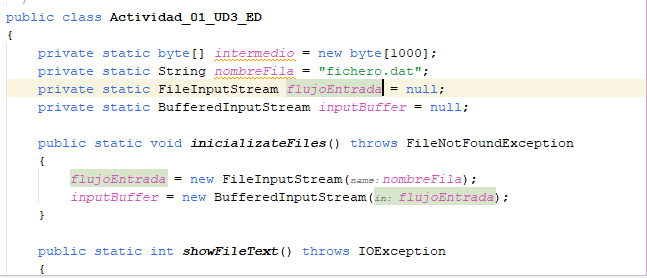 public class Actividad_01_UD3_ED
{
private static byte[] intermedio = new byte[1000];
private static String nombreFila = "fichero.dat";
private static FileInputStream flujoEntrada = null;
private static BufferedInputStream inputBuffer = null;
public static void inicializateFiles() throws FileNotFoundException
{
flujoEntrada = new FileInputStream(name: nombreFila);
inputBuffer = new BufferedInputStream(in: flujoEntrada);
}
public static int showFileText() throws IOException
{